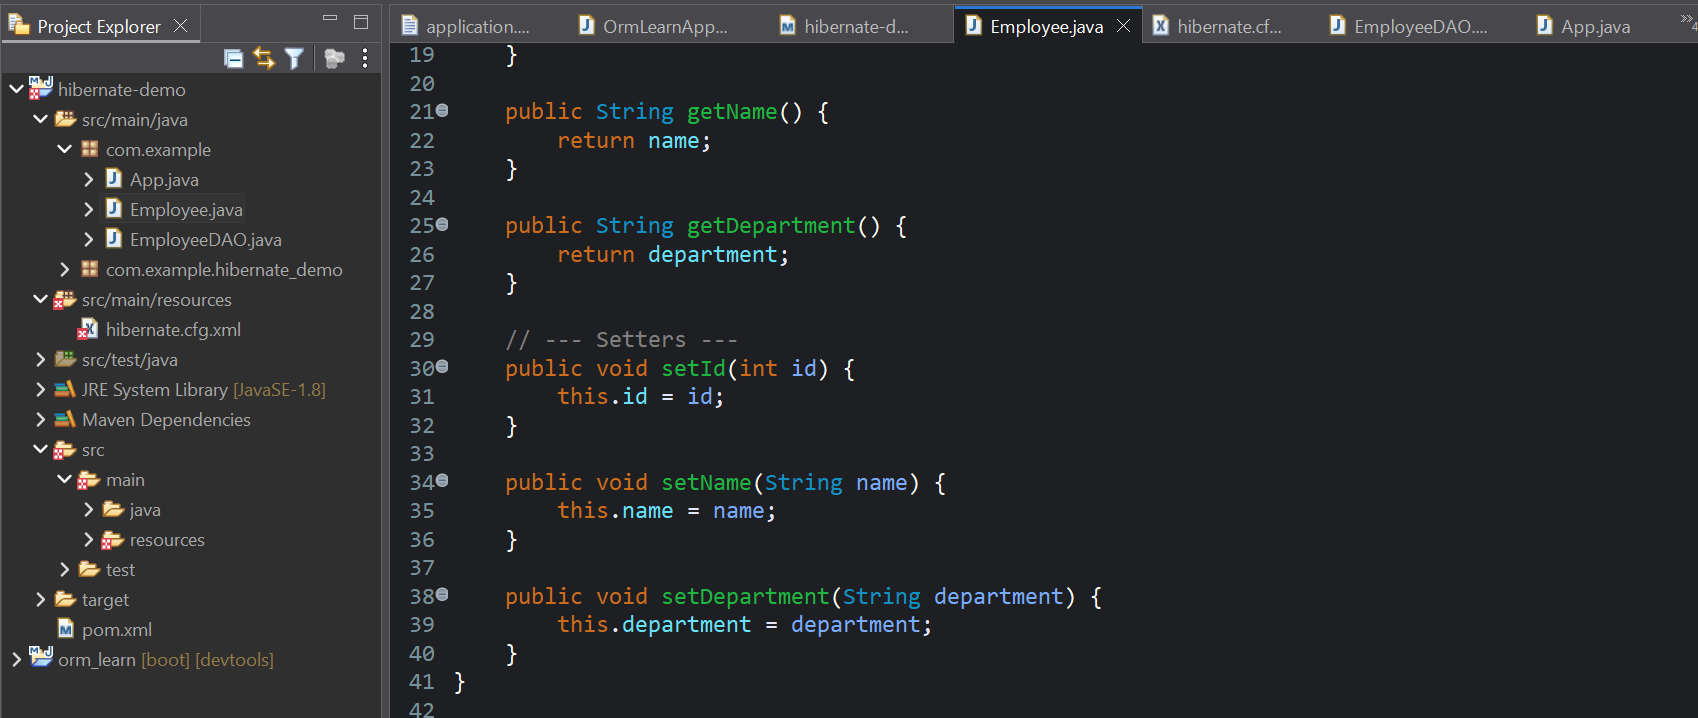 Project Explorer
hibernate-demo
src/main/java
com.example
App.java
Employee.java
EmployeeDAO.java
com.example.hibernate_demo
src/main/resources
hibernate.cfg.xml
src/test/java
JRE System Library [JavaSE-1.8]
Maven Dependencies
src
main
java
resources
test
target
pom.xml
orm_learn [boot] [devtools]
application.... OrmLearnApp... hibernate-d... Employee.java hibernate.cf... EmployeeDAO.... App.java »4
19 }
20
21 public String getName() {
22 return name;
23 }
24
25 public String getDepartment() {
26 return department;
27 }
28
29 // --- Setters ---
30 public void setId(int id) {
31 this.id = id;
32 }
33
34 public void setName(String name) {
35 this.name = name;
36 }
37
38 public void setDepartment(String department) {
39 this.department = department;
40 }
41 }
42